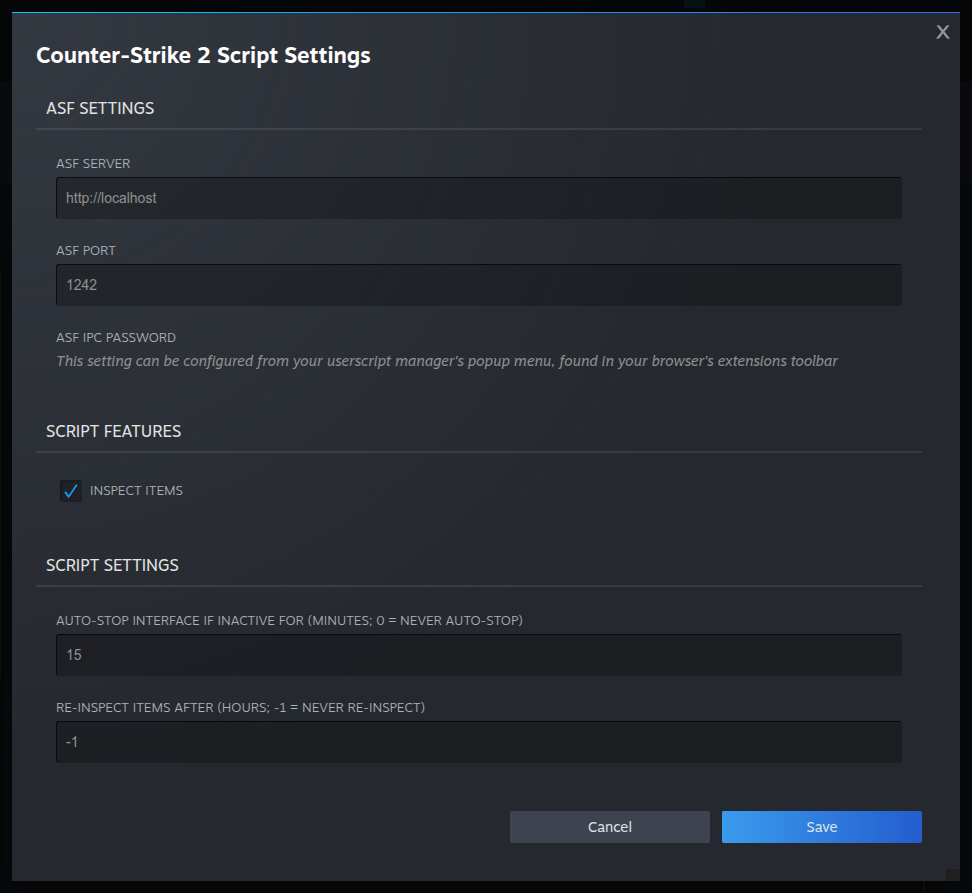 X
Counter-Strike 2 Script Settings
ASF SETTINGS
ASF SERVER
http://localhost
ASF PORT
1242
ASF IPC PASSWORD
This setting can be configured from your userscript manager's popup menu, found in your browser's extensions toolbar
SCRIPT FEATURES
INSPECT ITEMS
SCRIPT SETTINGS
AUTO-STOP INTERFACE IF INACTIVE FOR (MINUTES; 0 = NEVER AUTO-STOP)
15
RE-INSPECT ITEMS AFTER (HOURS; -1 = NEVER RE-INSPECT)
-1
Cancel Save